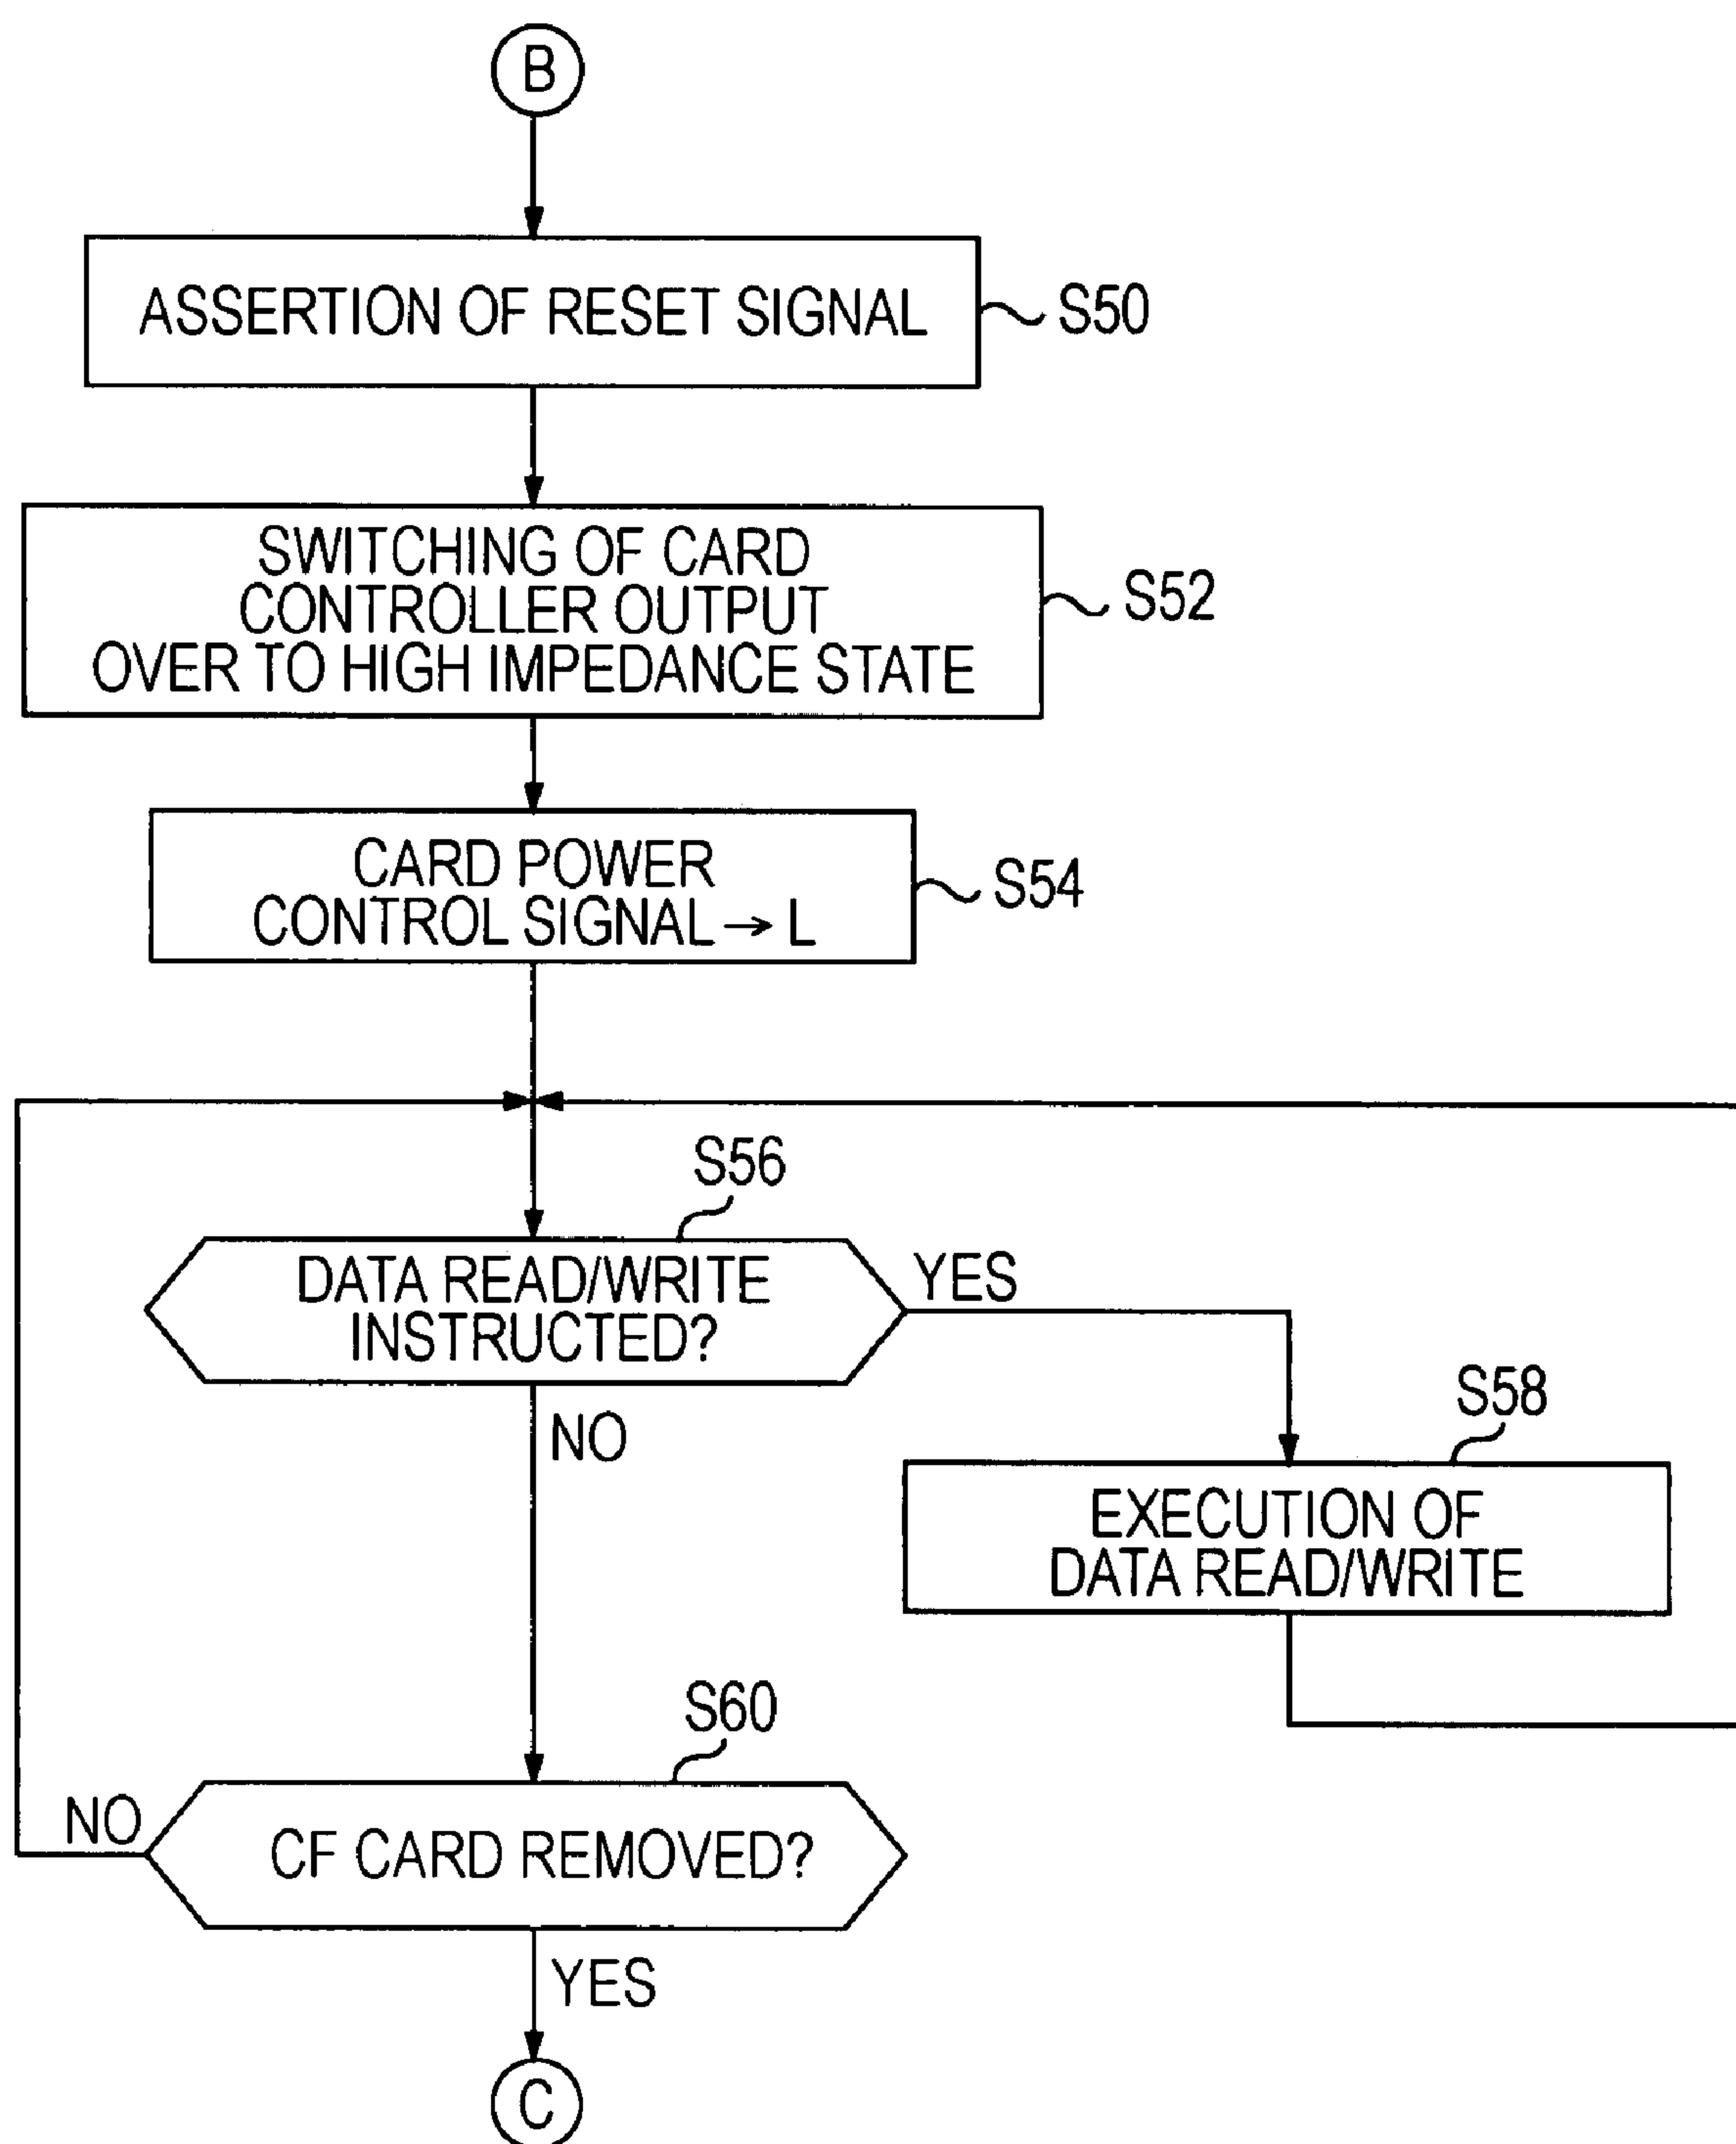 B
ASSERTION OF RESET SIGNAL
S50
SWITCHING OF CARD
CONTROLLER OUTPUT
OVER TO HIGH IMPEDANCE STATE
S52
CARD POWER
CONTROL SIGNAL → L
S54
S56
DATA READ/WRITE
INSTRUCTED?
YES
NO
S58
EXECUTION OF
DATA READ/WRITE
S60
NO
CF CARD REMOVED?
YES
C